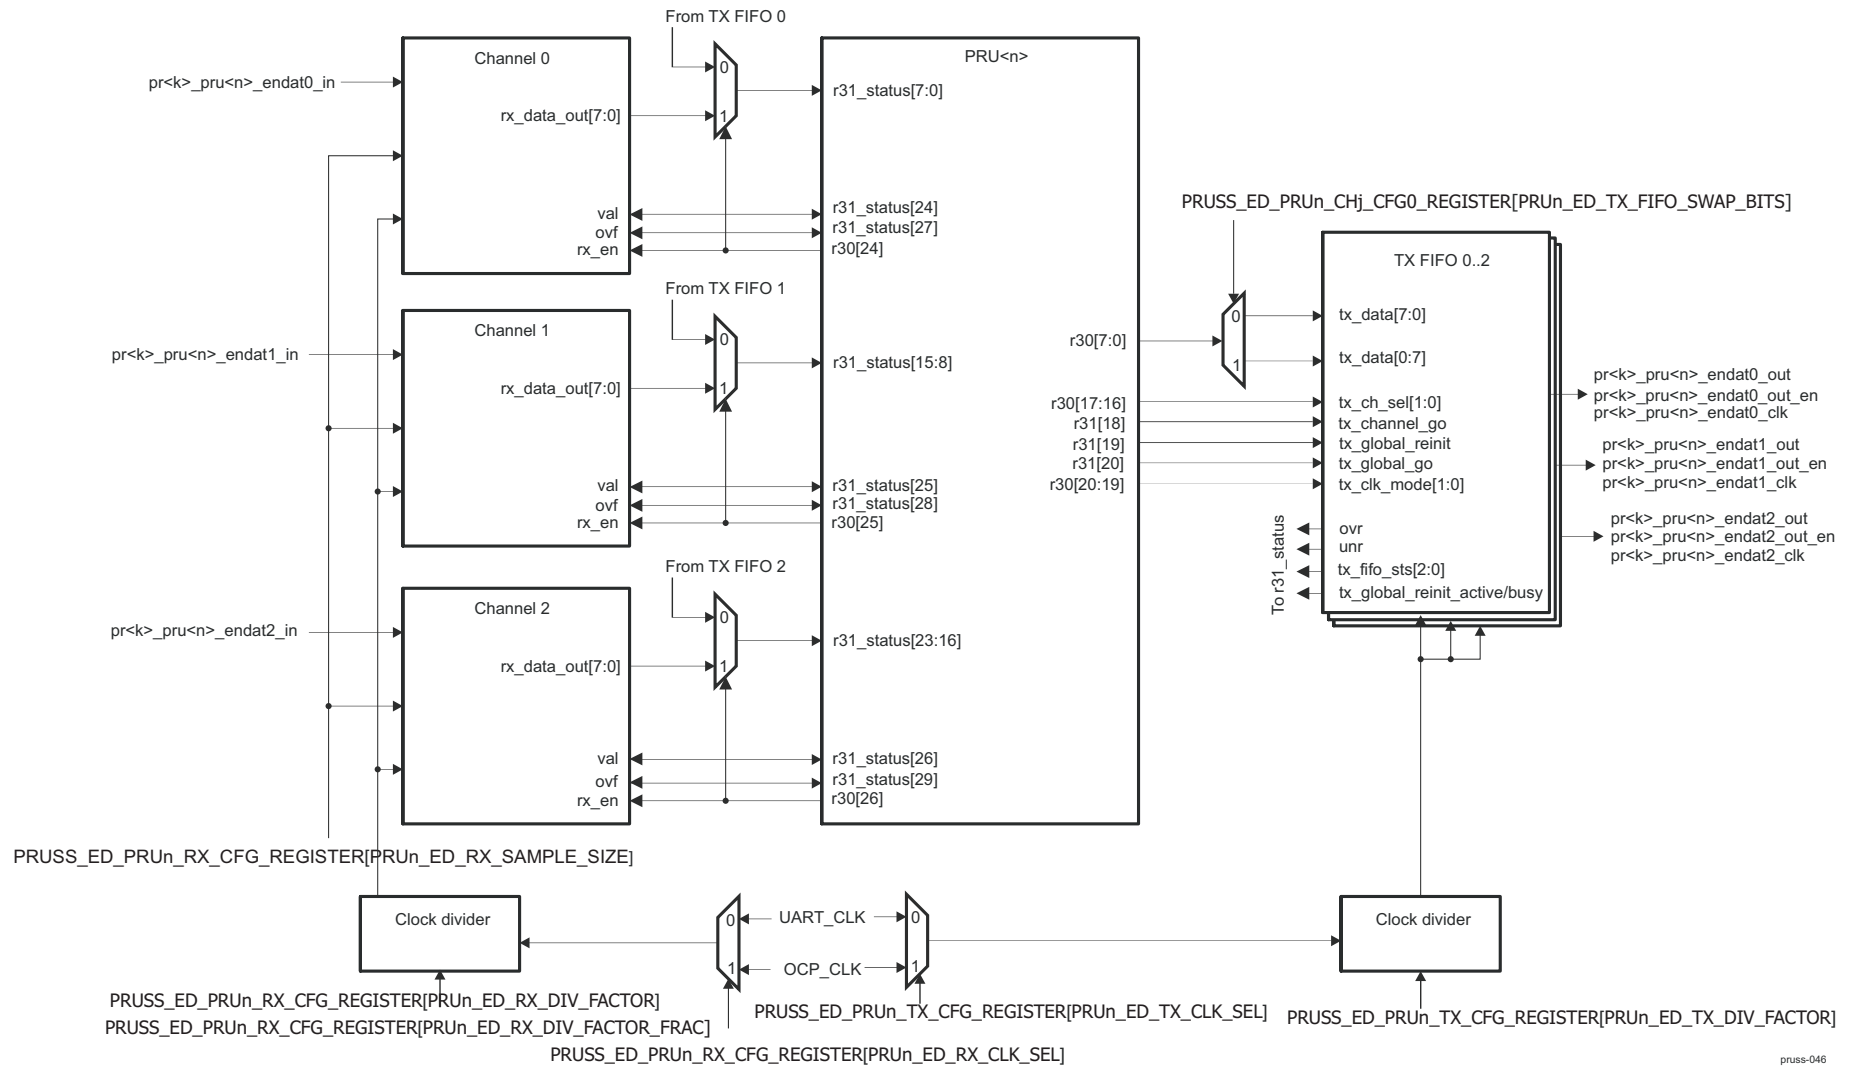 From TX FIFO 0
Channel 0
PRU<n>
pr<k>_pru<n>_endat0_in
0
r31_status[7:0]
rx_data_out[7:0]
1
val
r31_status[24]
ovf
r31_status[27]
rx_en
r30[24]
PRUSS_ED_PRUn_CHj_CFG0_REGISTER[PRUn_ED_TX_FIFO_SWAP_BITS]
TX FIFO 0..2
From TX FIFO 1
Channel 1
pr<k>_pru<n>_endat1_in
0
r31_status[15:8]
rx_data_out[7:0]
1
val
r31_status[25]
ovf
r31_status[28]
rx_en
r30[25]
r30[7:0]
0
1
tx_data[7:0]
tx_data[0:7]
r30[17:16]
tx_ch_sel[1:0]
r31[18]
tx_channel_go
r31[19]
tx_global_reinit
r31[20]
tx_global_go
r30[20:19]
tx_clk_mode[1:0]
ovr
unr
tx_fifo_sts[2:0]
tx_global_reinit_active/busy
To r31_status
pr<k>_pru<n>_endat0_out
pr<k>_pru<n>_endat0_out_en
pr<k>_pru<n>_endat0_clk
pr<k>_pru<n>_endat1_out
pr<k>_pru<n>_endat1_out_en
pr<k>_pru<n>_endat1_clk
pr<k>_pru<n>_endat2_out
pr<k>_pru<n>_endat2_out_en
pr<k>_pru<n>_endat2_clk
From TX FIFO 2
Channel 2
pr<k>_pru<n>_endat2_in
0
r31_status[23:16]
rx_data_out[7:0]
1
val
r31_status[26]
ovf
r31_status[29]
rx_en
r30[26]
PRUSS_ED_PRUn_RX_CFG_REGISTER[PRUn_ED_RX_SAMPLE_SIZE]
Clock divider
0
UART_CLK
0
1
OCP_CLK
1
Clock divider
PRUSS_ED_PRUn_RX_CFG_REGISTER[PRUn_ED_RX_DIV_FACTOR]
PRUSS_ED_PRUn_RX_CFG_REGISTER[PRUn_ED_RX_DIV_FACTOR_FRAC]
PRUSS_ED_PRUn_TX_CFG_REGISTER[PRUn_ED_TX_CLK_SEL]
PRUSS_ED_PRUn_TX_CFG_REGISTER[PRUn_ED_TX_DIV_FACTOR]
PRUSS_ED_PRUn_RX_CFG_REGISTER[PRUn_ED_RX_CLK_SEL]
pruss-046